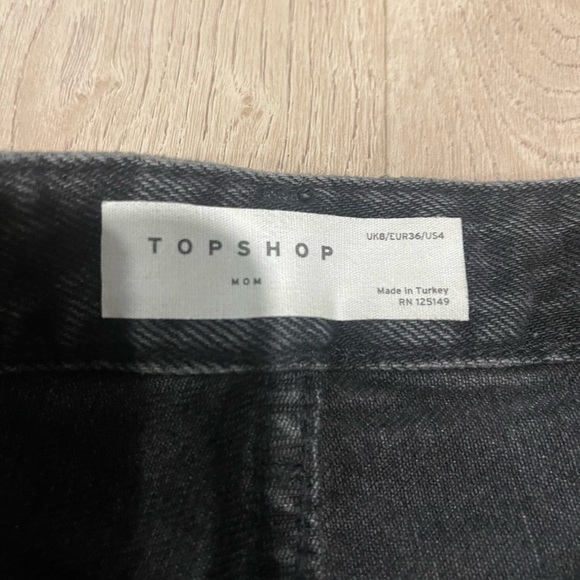 TOPSHOP
MOM
UK8/EUR36/US4
Made in Turkey
RN 125149